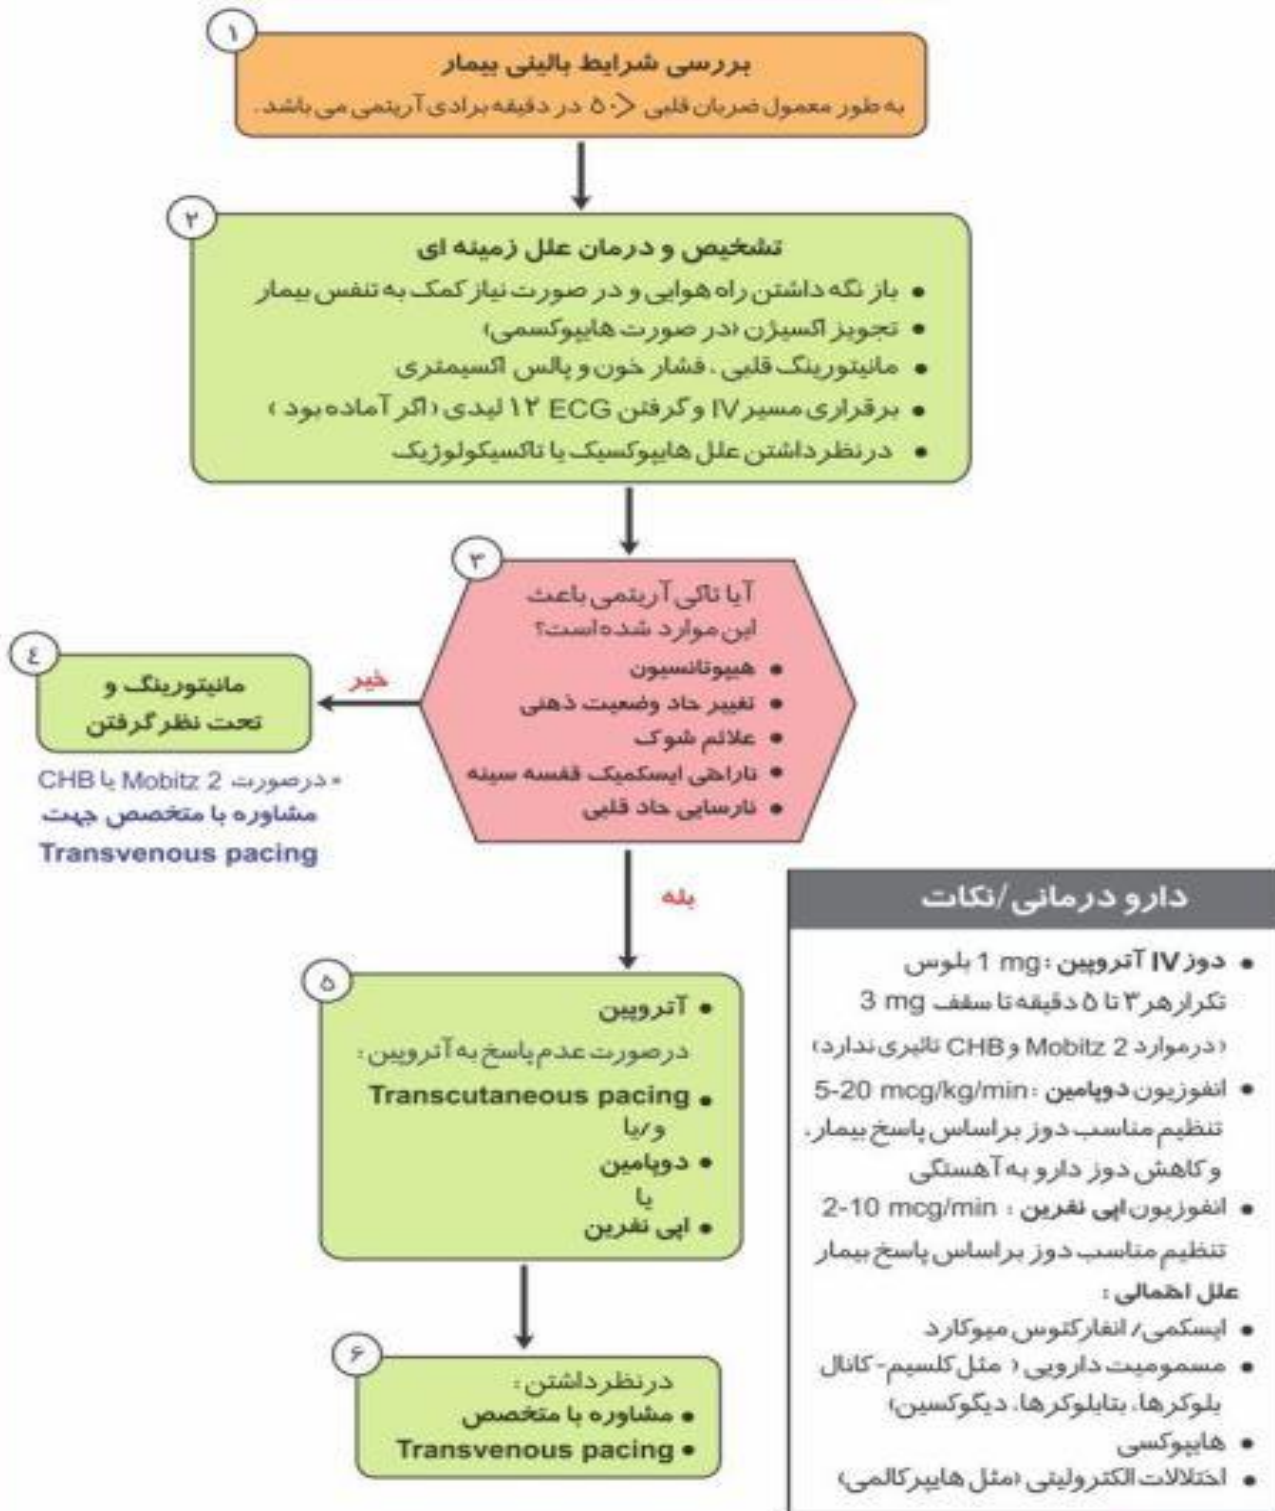 ۱
بررسی شرایط بالینی بیمار
به طور معمول ضربان قلبی <۵۰ در دقیقه برادی آریتمی می باشد.
۲
تشخیص و درمان علل زمینه ای
• باز نگه داشتن راه هوایی و در صورت نیاز کمک به تنفس بیمار
• تجویز اکسیژن (در صورت هایپوکسمی)
• مانیتورینگ قلبی، فشار خون و پالس اکسیمتری
• برقراری مسیر IV و گرفتن ECG ۱۲ لیدی (اگر آماده بود)
• درنظر داشتن علل هایپوکسیک یا تاکسیکولوژیک
۳
آیا تاکی آریتمی باعث
این موارد شده است؟
• هیپوتانسیون
• تغییر حاد وضعیت ذهنی
• علائم شوک
• ناراحتی ایسکمیک قفسه سینه
• نارسایی حاد قلبی
خیر
۴
مانیتورینگ و
تحت نظر گرفتن
* درصورت Mobitz 2 یا CHB
مشاوره با متخصص جهت
Transvenous pacing
بله
۵
• آتروپین
درصورت عدم پاسخ به آتروپین:
• Transcutaneous pacing
و/یا
• دوپامین
یا
• اپی نفرین
۶
درنظر داشتن:
• مشاوره با متخصص
• Transvenous pacing
دارو درمانی/نکات
• دوز IV آتروپین: 1 mg بلوس
تکرار هر ۳ تا ۵ دقیقه تا سقف 3 mg
(در موارد Mobitz 2 و CHB تاثیری ندارد)
• انفوزیون دوپامین: 5-20 mcg/kg/min
تنظیم مناسب دوز بر اساس پاسخ بیمار.
و کاهش دوز دارو به آهستگی
• انفوزیون اپی نفرین: 2-10 mcg/min
تنظیم مناسب دوز بر اساس پاسخ بیمار
علل احتمالی:
• ایسکمی/ انفارکتوس میوکارد
• مسمومیت دارویی (مثل کلسیم-کانال
بلوکرها، بتابلوکرها، دیگوکسین)
• هایپوکسی
• اختلالات الکترولیتی (مثل هایپرکالمی)